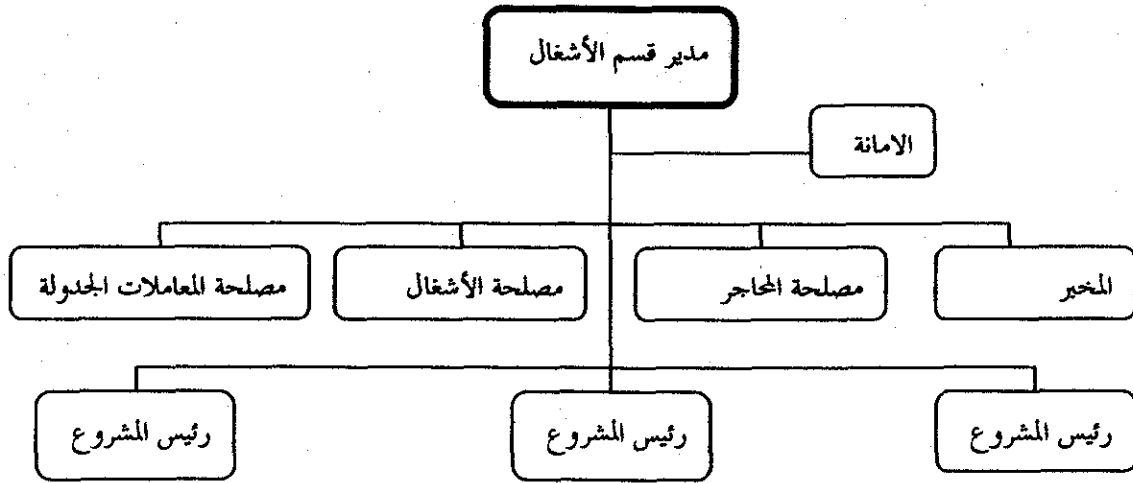 مدير قسم الأشغال
الامانة
المخبر
مصلحة المحاجر
مصلحة الأشغال
مصلحة المعاملات الجدولة
رئيس المشروع
رئيس المشروع
رئيس المشروع